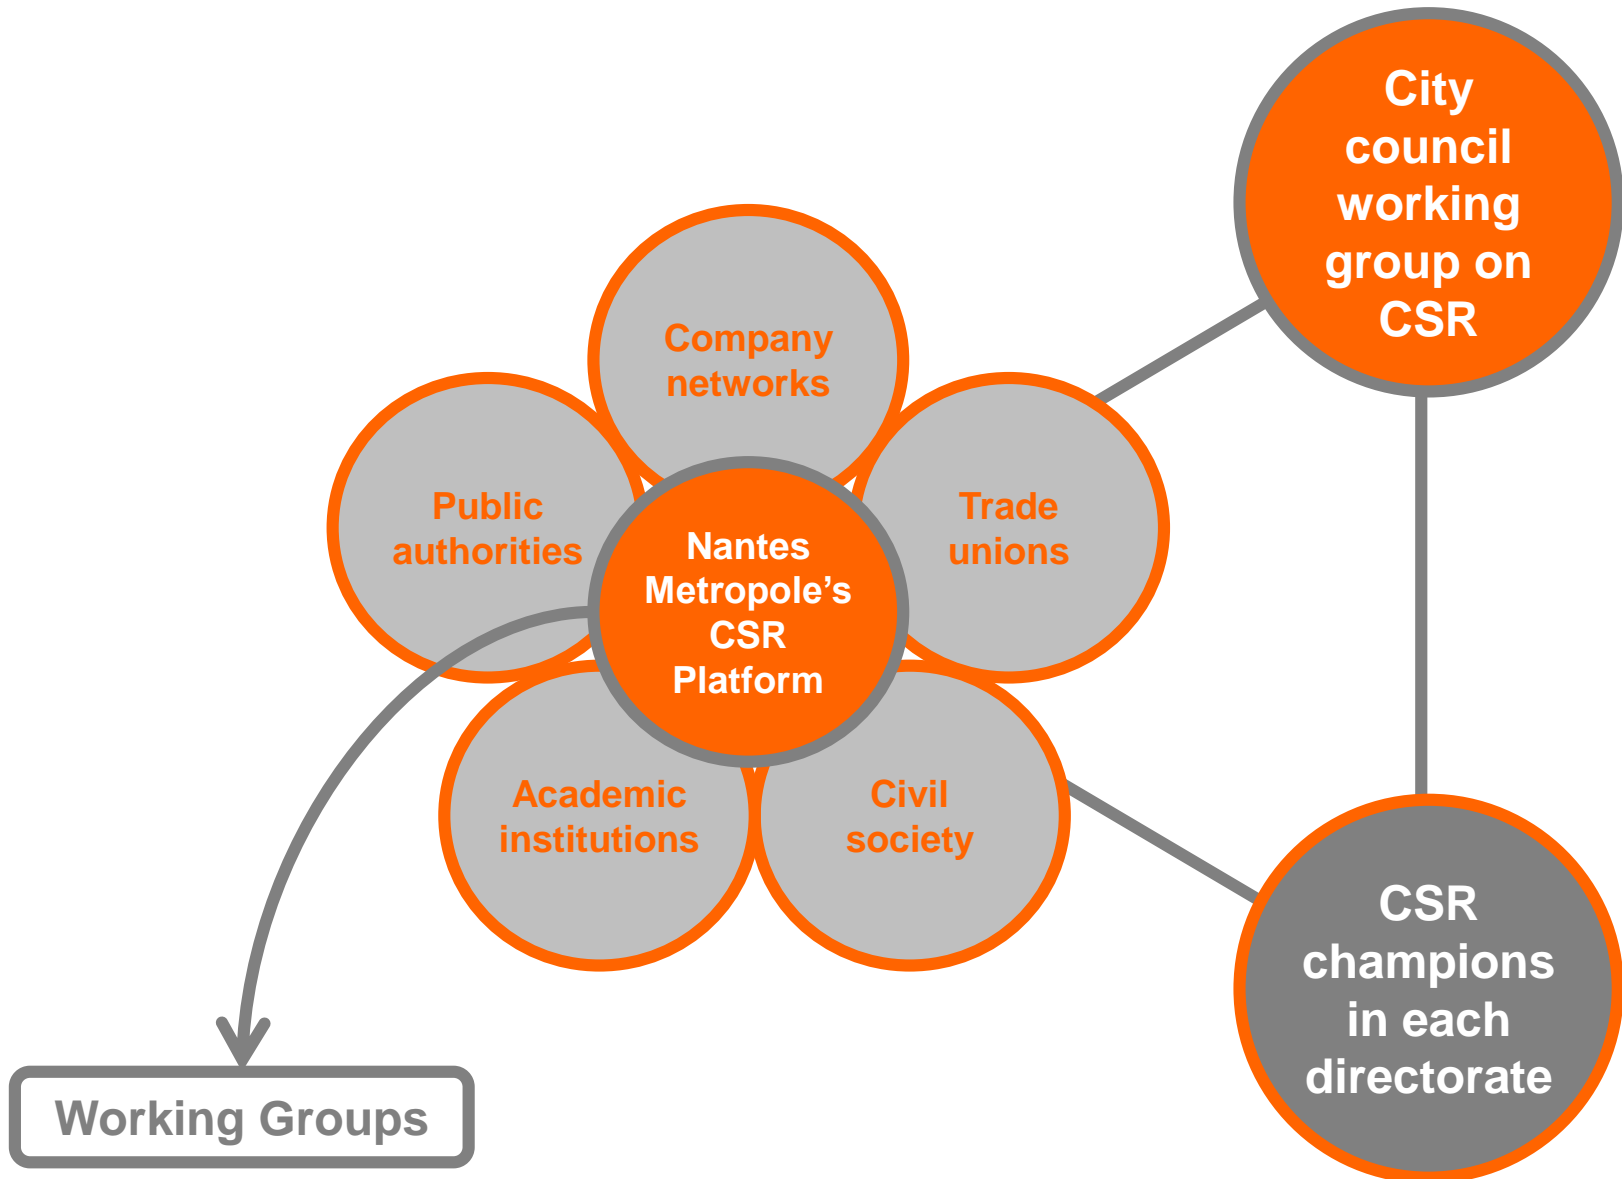 City
council
working
group on
CSR
Company
networks
Public
authorities
Trade
unions
Nantes
Metropole’s
CSR
Platform
Academic
institutions
Civil
society
CSR
champions
in each
directorate
Working Groups